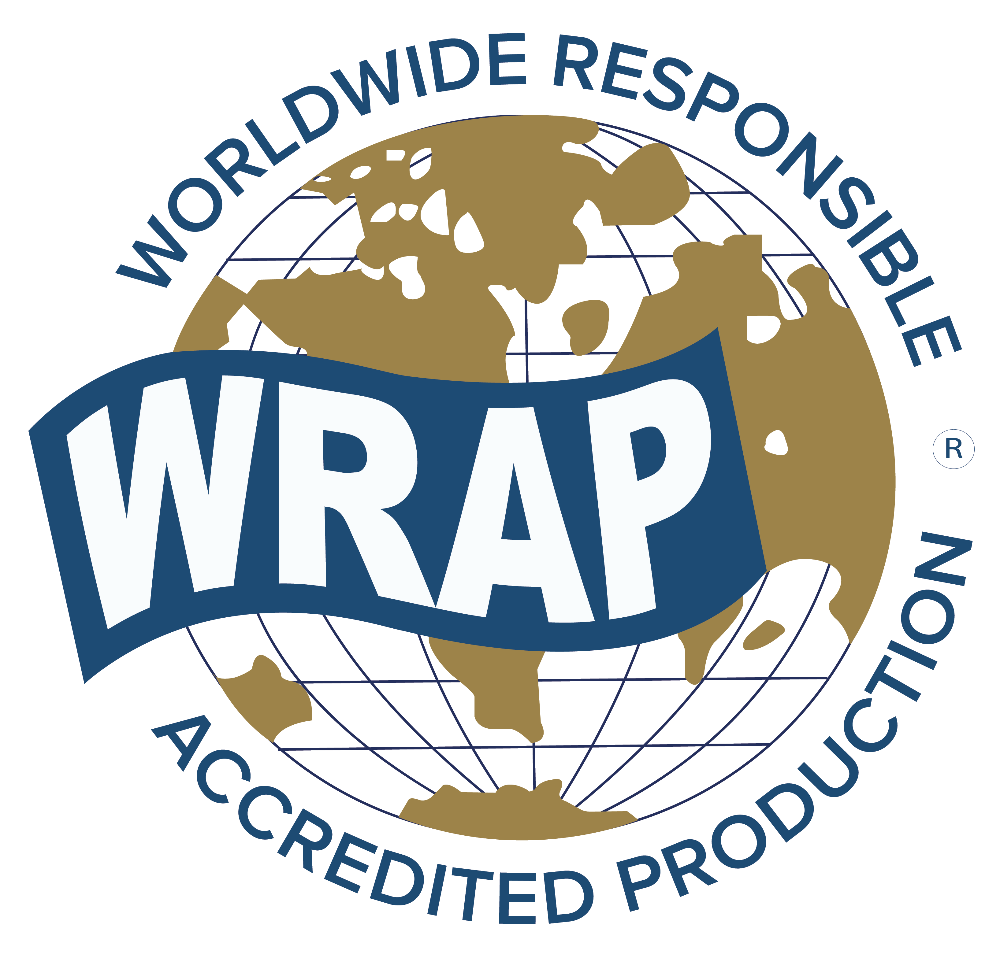 WORLDWIDE RESPONSIBLE
WRAP
®
ACCREDITED PRODUCTION